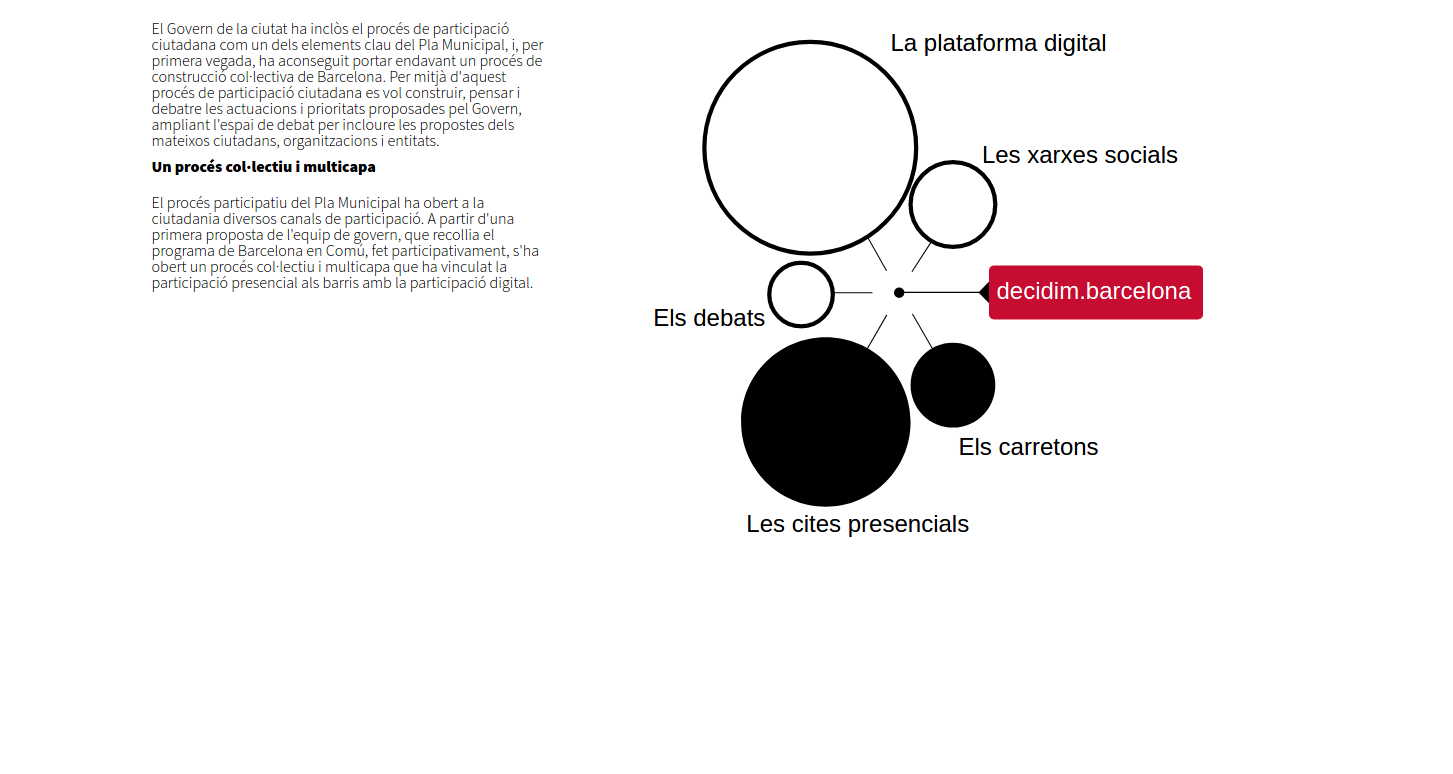 El Govern de la ciutat ha inclòs el procés de participació
ciutadana com un dels elements clau del Pla Municipal, i, per
primera vegada, ha aconseguit portar endavant un procés de
construcció col·lectiva de Barcelona. Per mitjà d'aquest
procés de participació ciutadana es vol construir, pensar i
debatre les actuacions i prioritats proposades pel Govern,
ampliant l'espai de debat per incloure les propostes dels
mateixos ciutadans, organitzacions i entitats.
Un procés col·lectiu i multicapa
El procés participatiu del Pla Municipal ha obert a la
ciutadania diversos canals de participació. A partir d'una
primera proposta de l'equip de govern, que recollia el
programa de Barcelona en Comú, fet participativament, s'ha
obert un procés col·lectiu i multicapa que ha vinculat la
participació presencial als barris amb la participació digital.
La plataforma digital
Les xarxes socials
decidim.barcelona
Els debats
Els carretons
Les cites presencials